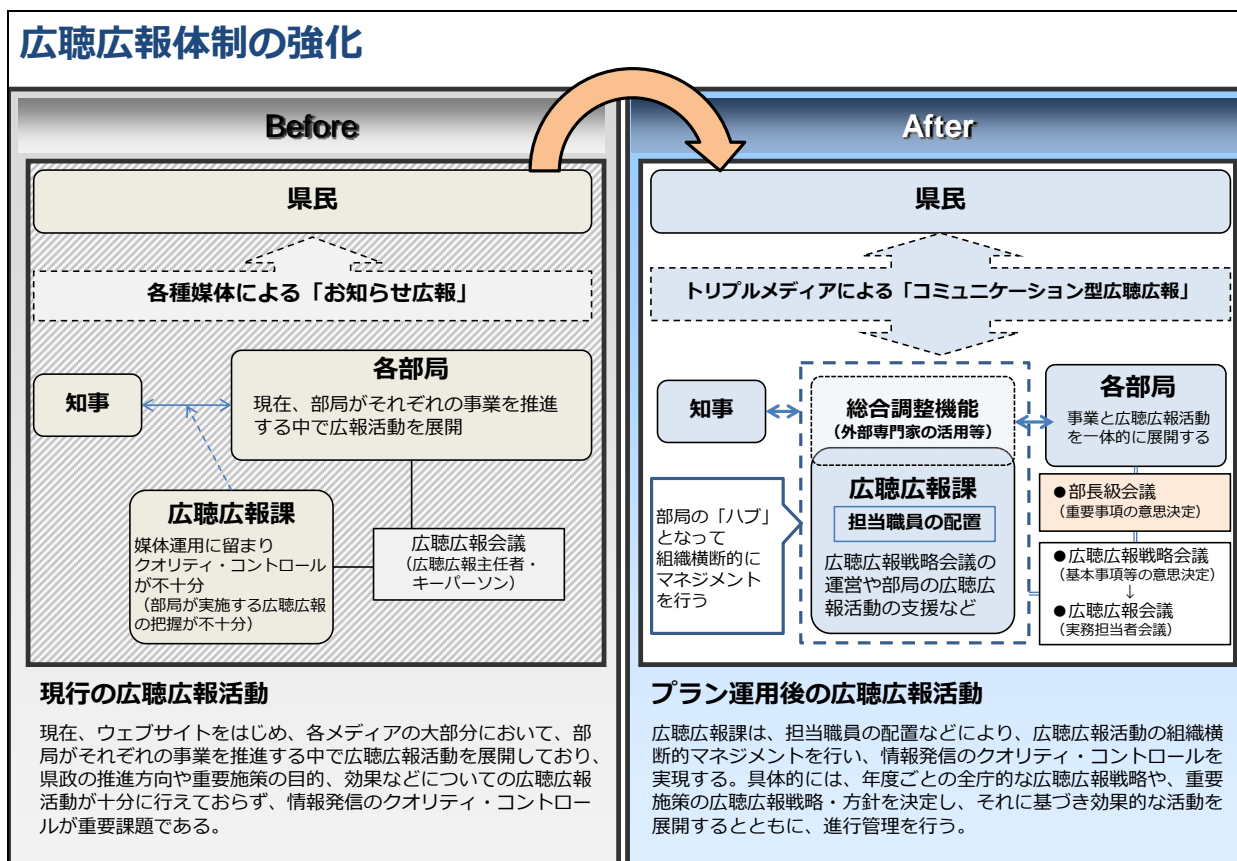 広聴広報体制の強化
Before
県民
各種媒体による「お知らせ広報」
知事
各部局
現在、部局がそれぞれの事業を推進
する中で広報活動を展開
広聴広報課
媒体運用に留まり
クオリティ・コントロール
が不十分
(部局が実施する広聴広報
の把握が不十分)
広聴広報会議
(広聴広報主任者・
キーパーソン)
現行の広聴広報活動
現在、ウェブサイトをはじめ、各メディアの大部分において、部
局がそれぞれの事業を推進する中で広聴広報活動を展開しており、
県政の推進方向や重要施策の目的、効果などについての広聴広報
活動が十分に行えておらず、情報発信のクオリティ・コントロー
ルが重要課題である。
After
県民
トリプルメディアによる「コミュニケーション型広聴広報」
知事
総合調整機能
(外部専門家の活用等)
各部局
事業と広聴広報活動
を一体的に展開する
部局の「ハブ」
となって
組織横断的に
マネジメント
を行う
広聴広報課
担当職員の配置
広聴広報戦略会議の
運営や部局の広聴広
報活動の支援など
●部長級会議
(重要事項の意思決定)
●広聴広報戦略会議
(基本事項等の意思決定)
↓
●広聴広報会議
(実務担当者会議)
プラン運用後の広聴広報活動
広聴広報課は、担当職員の配置などにより、広聴広報活動の組織横
断的マネジメントを行い、情報発信のクオリティ・コントロールを
実現する。具体的には、年度ごとの全庁的な広聴広報戦略や、重要
施策の広聴広報戦略・方針を決定し、それに基づき効果的な活動を
展開するとともに、進行管理を行う。